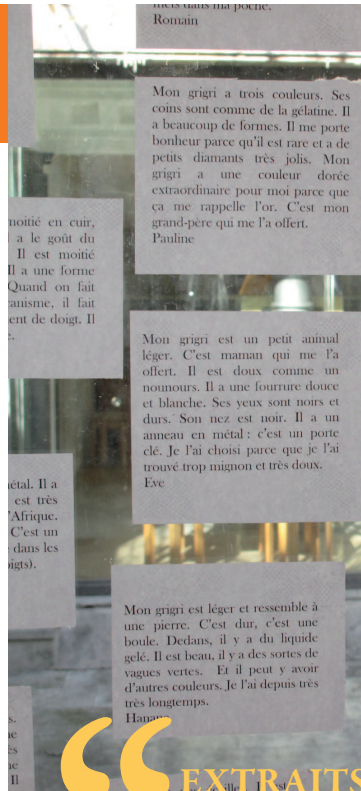 mets dans ma poche.
Romain
Mon grigri a trois couleurs. Ses
coins sont comme de la gélatine. Il
a beaucoup de formes. Il me porte
bonheur parce qu'il est rare et a de
petits diamants très jolis. Mon
grigri a une couleur dorée
extraordinaire pour moi parce que
ça me rappelle l'or. C'est mon
grand-père qui me l'a offert.
Pauline
moitié en cuir,
a le goût du
Il est moitié
Il a une forme
Quand on fait
il fait
de doigt. Il
Mon grigri est un petit animal
léger. C'est maman qui me l'a
offert. Il est doux comme un
nounours. Il a une fourrure douce
et blanche. Ses yeux sont noirs et
durs. Son nez est noir. Il a un
anneau en métal : c'est un porte
clé. Je l'ai choisi parce que je l'ai
trouvé trop mignon et très doux.
Eve
métal. Il a
est très
l'Afrique.
C'est un
dans les
Mon grigri est léger et ressemble à
une pierre. C'est dur, c'est une
boule. Dedans, il y a du liquide
gelé. Il est beau, il y a des sortes de
vagues vertes. Et il peut y avoir
d'autres couleurs. Je l'ai depuis très
très longtemps.
Hanane
Il
“ EXTRAITS